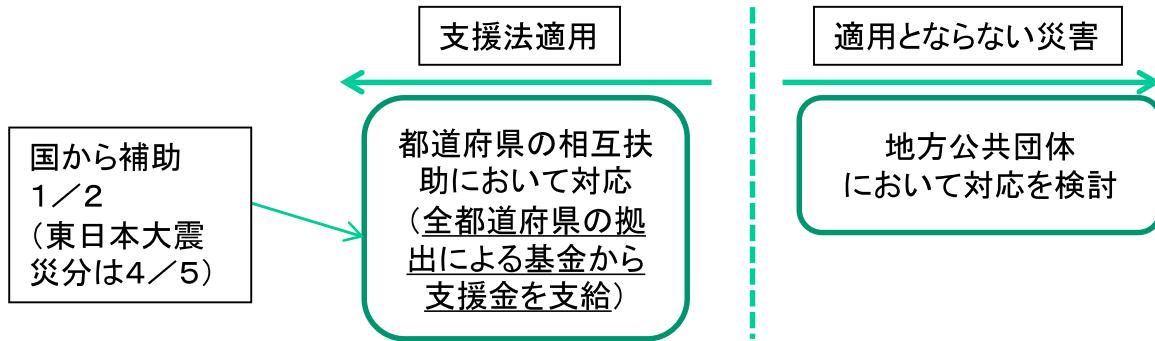 支援法適用
適用とならない災害
国から補助
1／2
（東日本大震
災分は4／5）
都道府県の相互扶
助において対応
（全都道府県の拠
出による基金から
支援金を支給）
地方公共団体
において対応を検討